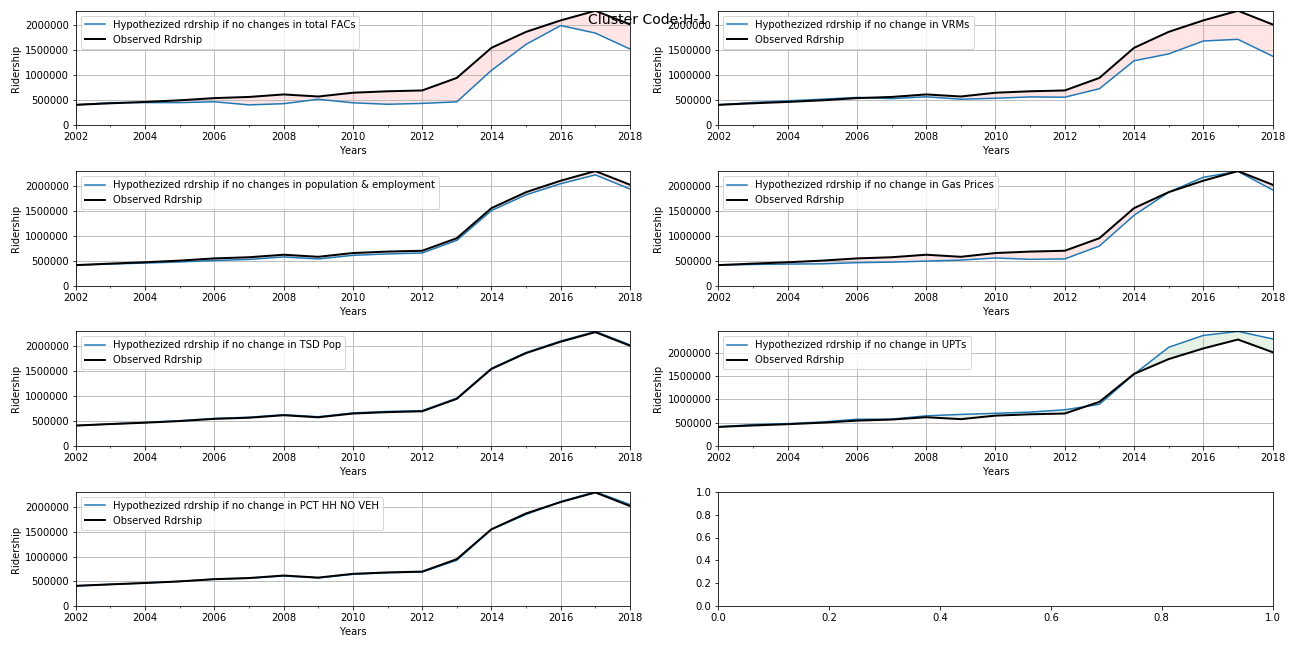 Cluster Code:H-1
Hypothezized rdrship if no changes in total FACs
Observed Rdrship
Ridership
2000000
1500000
1000000
500000
0
2002 2004 2006 2008 2010 2012 2014 2016 2018
Years
Hypothezized rdrship if no change in VRMs
Observed Rdrship
Ridership
2000000
1500000
1000000
500000
0
2002 2004 2006 2008 2010 2012 2014 2016 2018
Years
Hypothezized rdrship if no changes in population & employment
Observed Rdrship
Ridership
2000000
1500000
1000000
500000
0
2002 2004 2006 2008 2010 2012 2014 2016 2018
Years
Hypothezized rdrship if no change in Gas Prices
Observed Rdrship
Ridership
2000000
1500000
1000000
500000
0
2002 2004 2006 2008 2010 2012 2014 2016 2018
Years
Hypothezized rdrship if no change in TSD Pop
Observed Rdrship
Ridership
2000000
1500000
1000000
500000
0
2002 2004 2006 2008 2010 2012 2014 2016 2018
Years
Hypothezized rdrship if no change in UPTs
Observed Rdrship
Ridership
2000000
1500000
1000000
500000
0
2002 2004 2006 2008 2010 2012 2014 2016 2018
Years
Hypothezized rdrship if no change in PCT HH NO VEH
Observed Rdrship
Ridership
2000000
1500000
1000000
500000
0
2002 2004 2006 2008 2010 2012 2014 2016 2018
Years
1.0
0.8
0.6
0.4
0.2
0.0
0.0 0.2 0.4 0.6 0.8 1.0